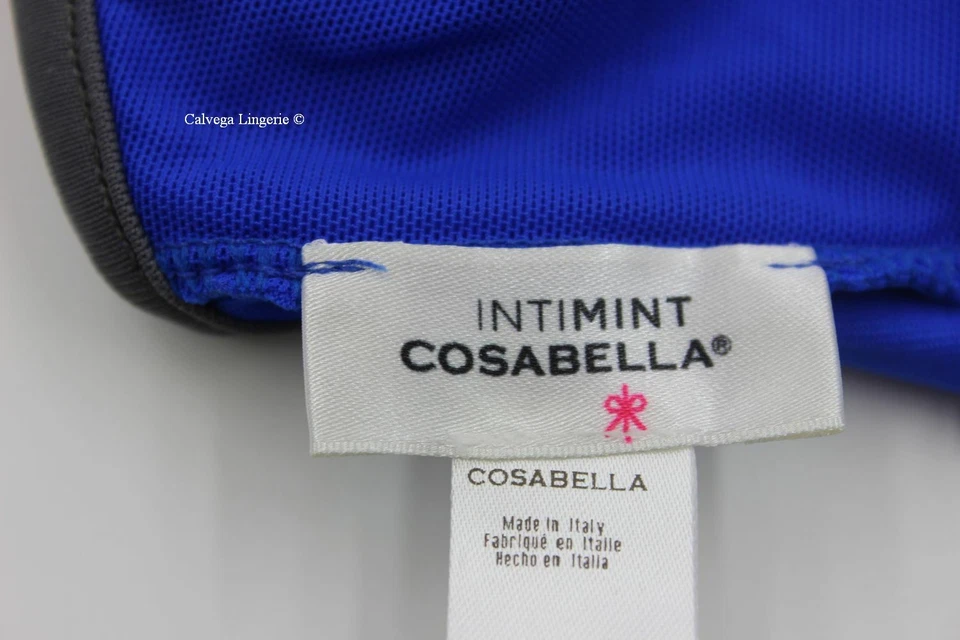 Calvega Lingerie ©
INTIMINT
COSABELLA®
COSABELLA
Made in Italy
Fabriqué en Italie
Hecho en Italia